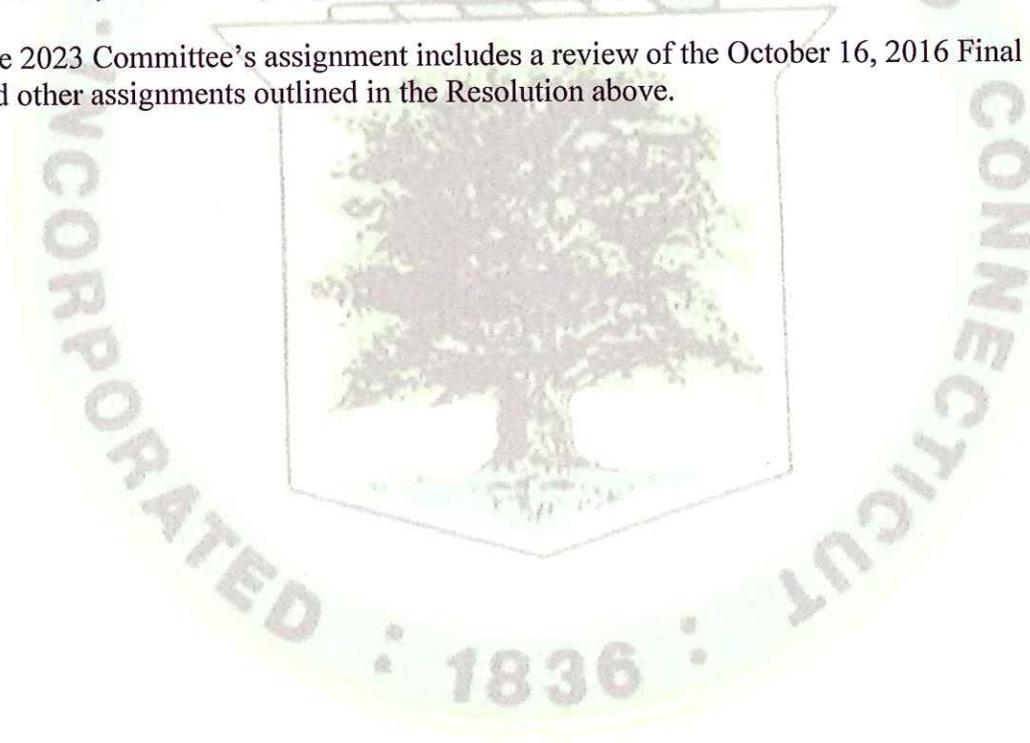 e 2023 Committee's assignment includes a review of the October 16, 2016 Final
d other assignments outlined in the Resolution above.
INCORPORATED : 1836 : CONNECTICUT